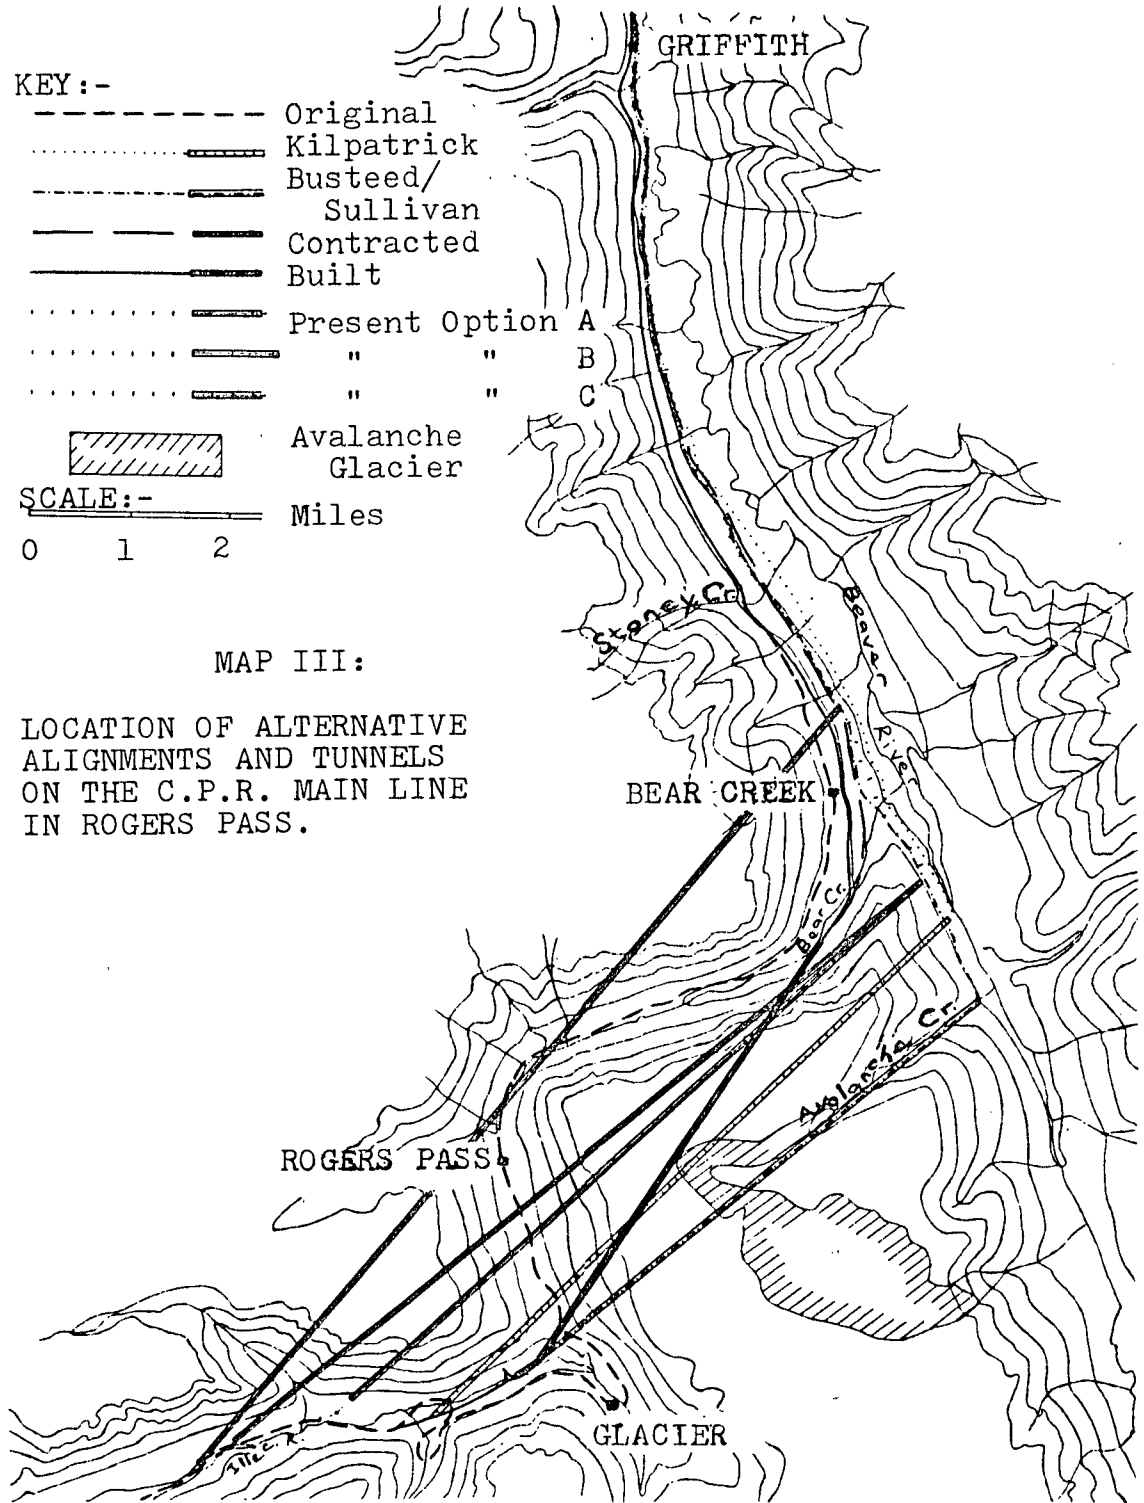 GRIFFITH
KEY:-
Original
Kilpatrick
Busteed/
Sullivan
Contracted
Built
Present Option A
" " B
" " C
Avalanche
Glacier
SCALE:-
Miles
0 1 2
Stoney Cr.
Beaver
River
MAP III:
LOCATION OF ALTERNATIVE
ALIGNMENTS AND TUNNELS
ON THE C.P.R. MAIN LINE
IN ROGERS PASS.
BEAR CREEK
Bear Cr.
Avalanche Cr.
ROGERS PASS
GLACIER
Illec. R.